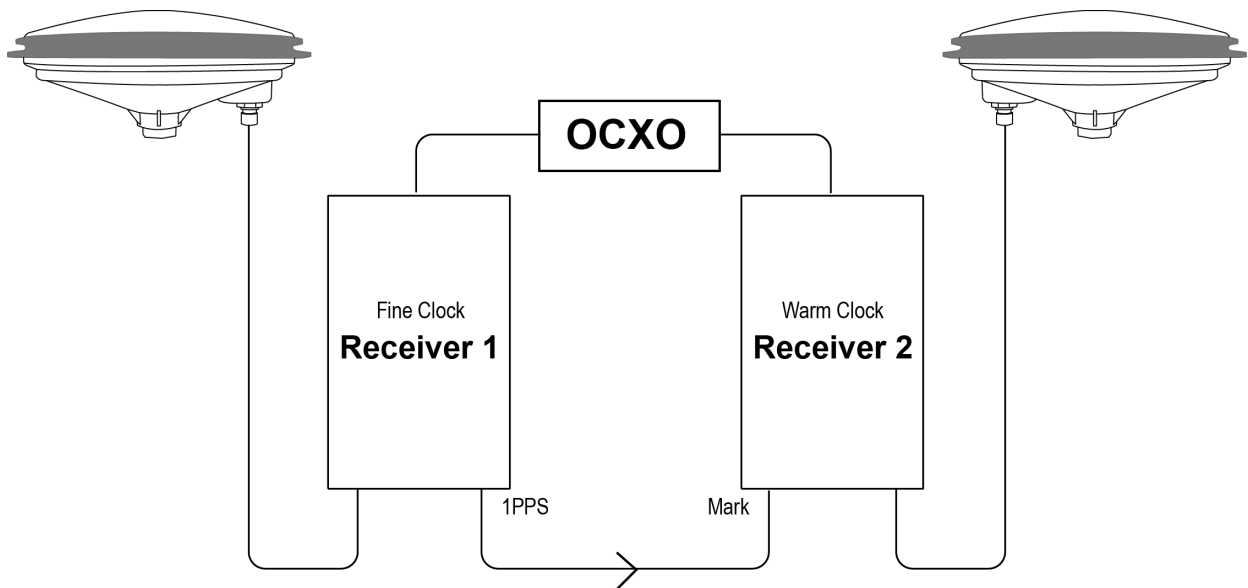 OCXO
Fine Clock
Receiver 1
Warm Clock
Receiver 2
1PPS
Mark